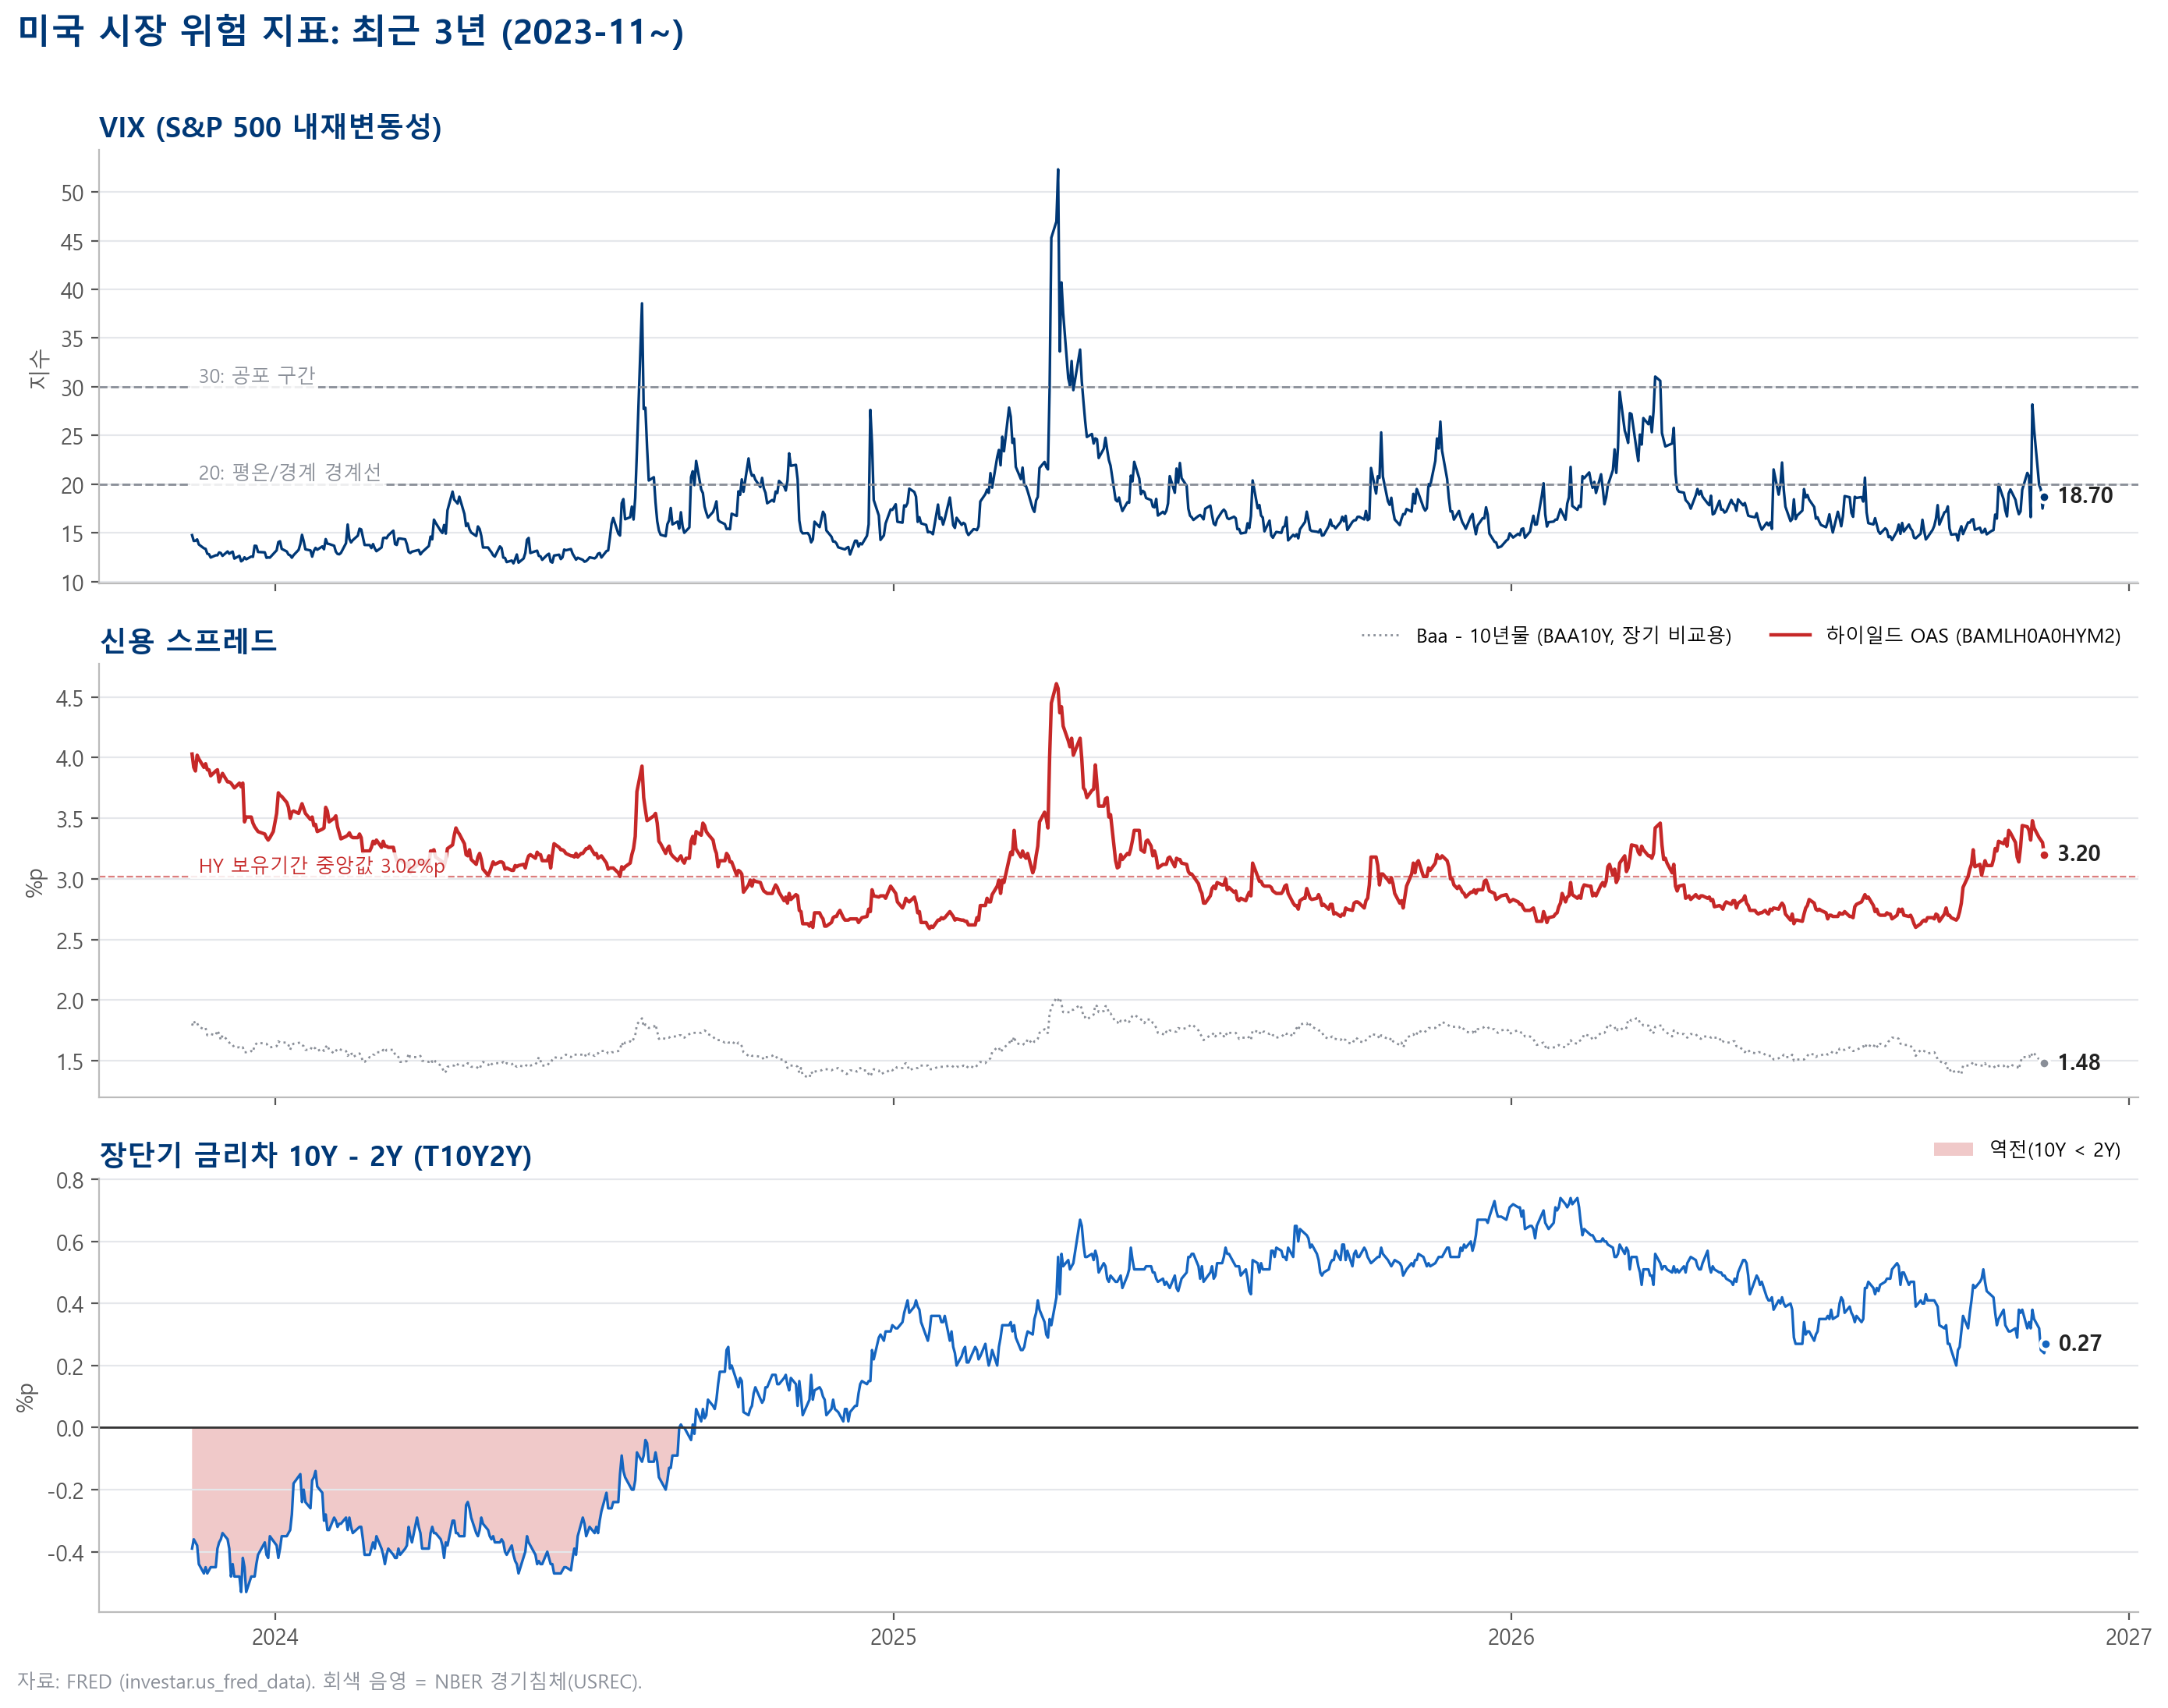 미국 시장 위험 지표: 최근 3년 (2023-11~)
VIX (S&P 500 내재변동성)
지수
50
45
40
35
30
25
20
15
10
30: 공포 구간
20: 평온/경계 경계선
18.70
신용 스프레드
Baa - 10년물 (BAA10Y, 장기 비교용)
하이일드 OAS (BAMLH0A0HYM2)
%p
4.5
4.0
3.5
3.0
2.5
2.0
1.5
HY 보유기간 중앙값 3.02%p
3.20
1.48
장단기 금리차 10Y - 2Y (T10Y2Y)
역전(10Y < 2Y)
%p
0.8
0.6
0.4
0.2
0.0
-0.2
-0.4
0.27
2024
2025
2026
2027
자료: FRED (investar.us_fred_data). 회색 음영 = NBER 경기침체(USREC).